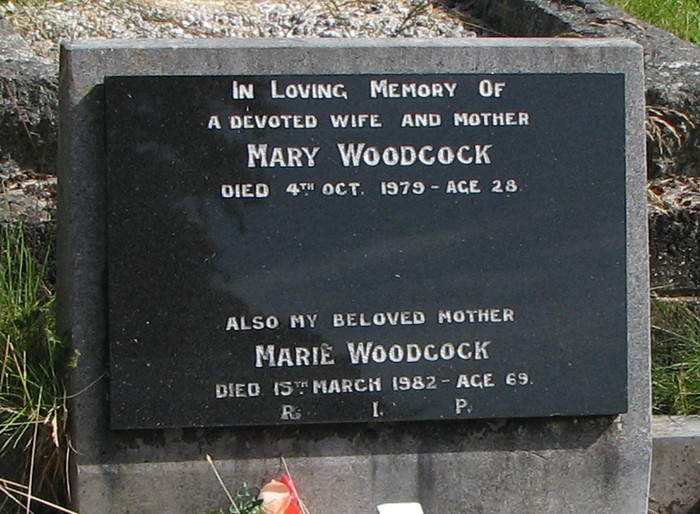 IN LOVING MEMORY OF
A DEVOTED WIFE AND MOTHER
MARY WOODCOCK
DIED 4TH OCT. 1979 - AGE 28.
ALSO MY BELOVED MOTHER
MARIE WOODCOCK
DIED 15TH MARCH 1982 - AGE 69.
R. I. P.